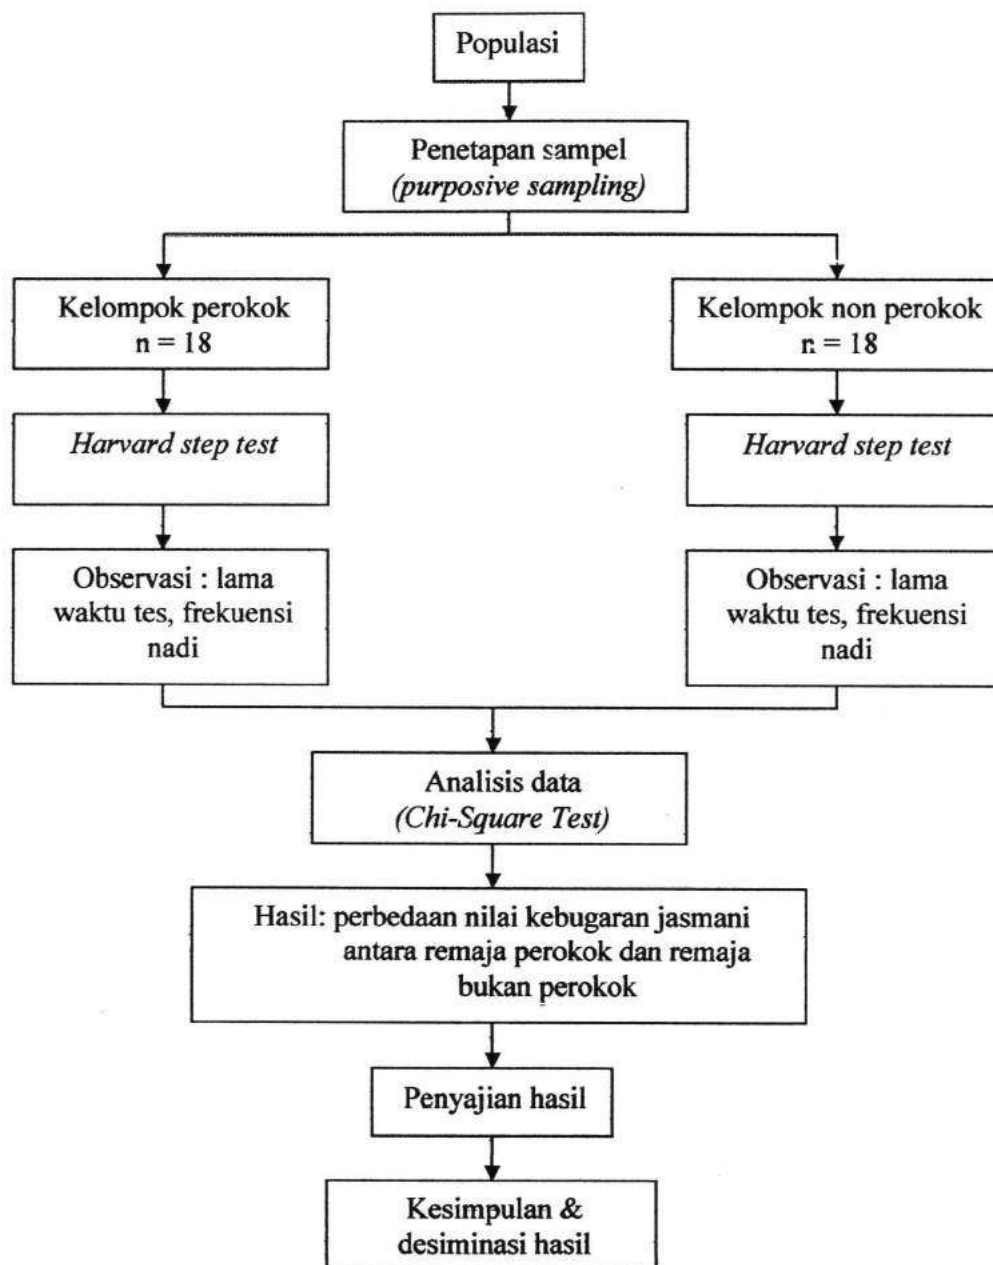 Populasi
Penetapan sampel
(purposive sampling)
Kelompok perokok
n = 18
Kelompok non perokok
n = 18
Harvard step test
Harvard step test
Observasi : lama
waktu tes, frekuensi
nadi
Observasi : lama
waktu tes, frekuensi
nadi
Analisis data
(Chi-Square Test)
Hasil: perbedaan nilai kebugaran jasmani
antara remaja perokok dan remaja
bukan perokok
Penyajian hasil
Kesimpulan &
desiminasi hasil